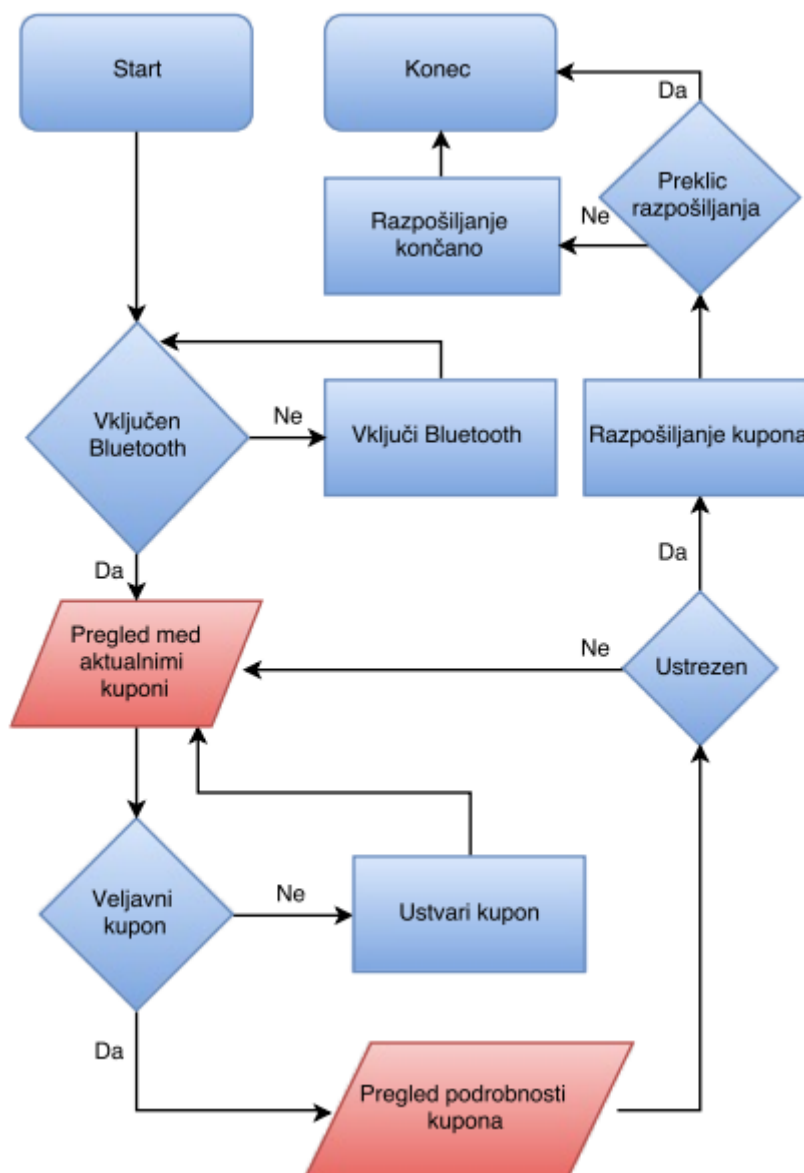 Start
Konec
Da
Preklic
razpošiljanja
Ne
Razpošiljanje
končano
Vključen
Bluetooth
Ne
Vključi Bluetooth
Razpošiljanje kupona
Da
Da
Pregled med
aktualnimi
kuponi
Ne
Ustrezen
Veljavni
kupon
Ne
Ustvari kupon
Da
Pregled podrobnosti
kupona